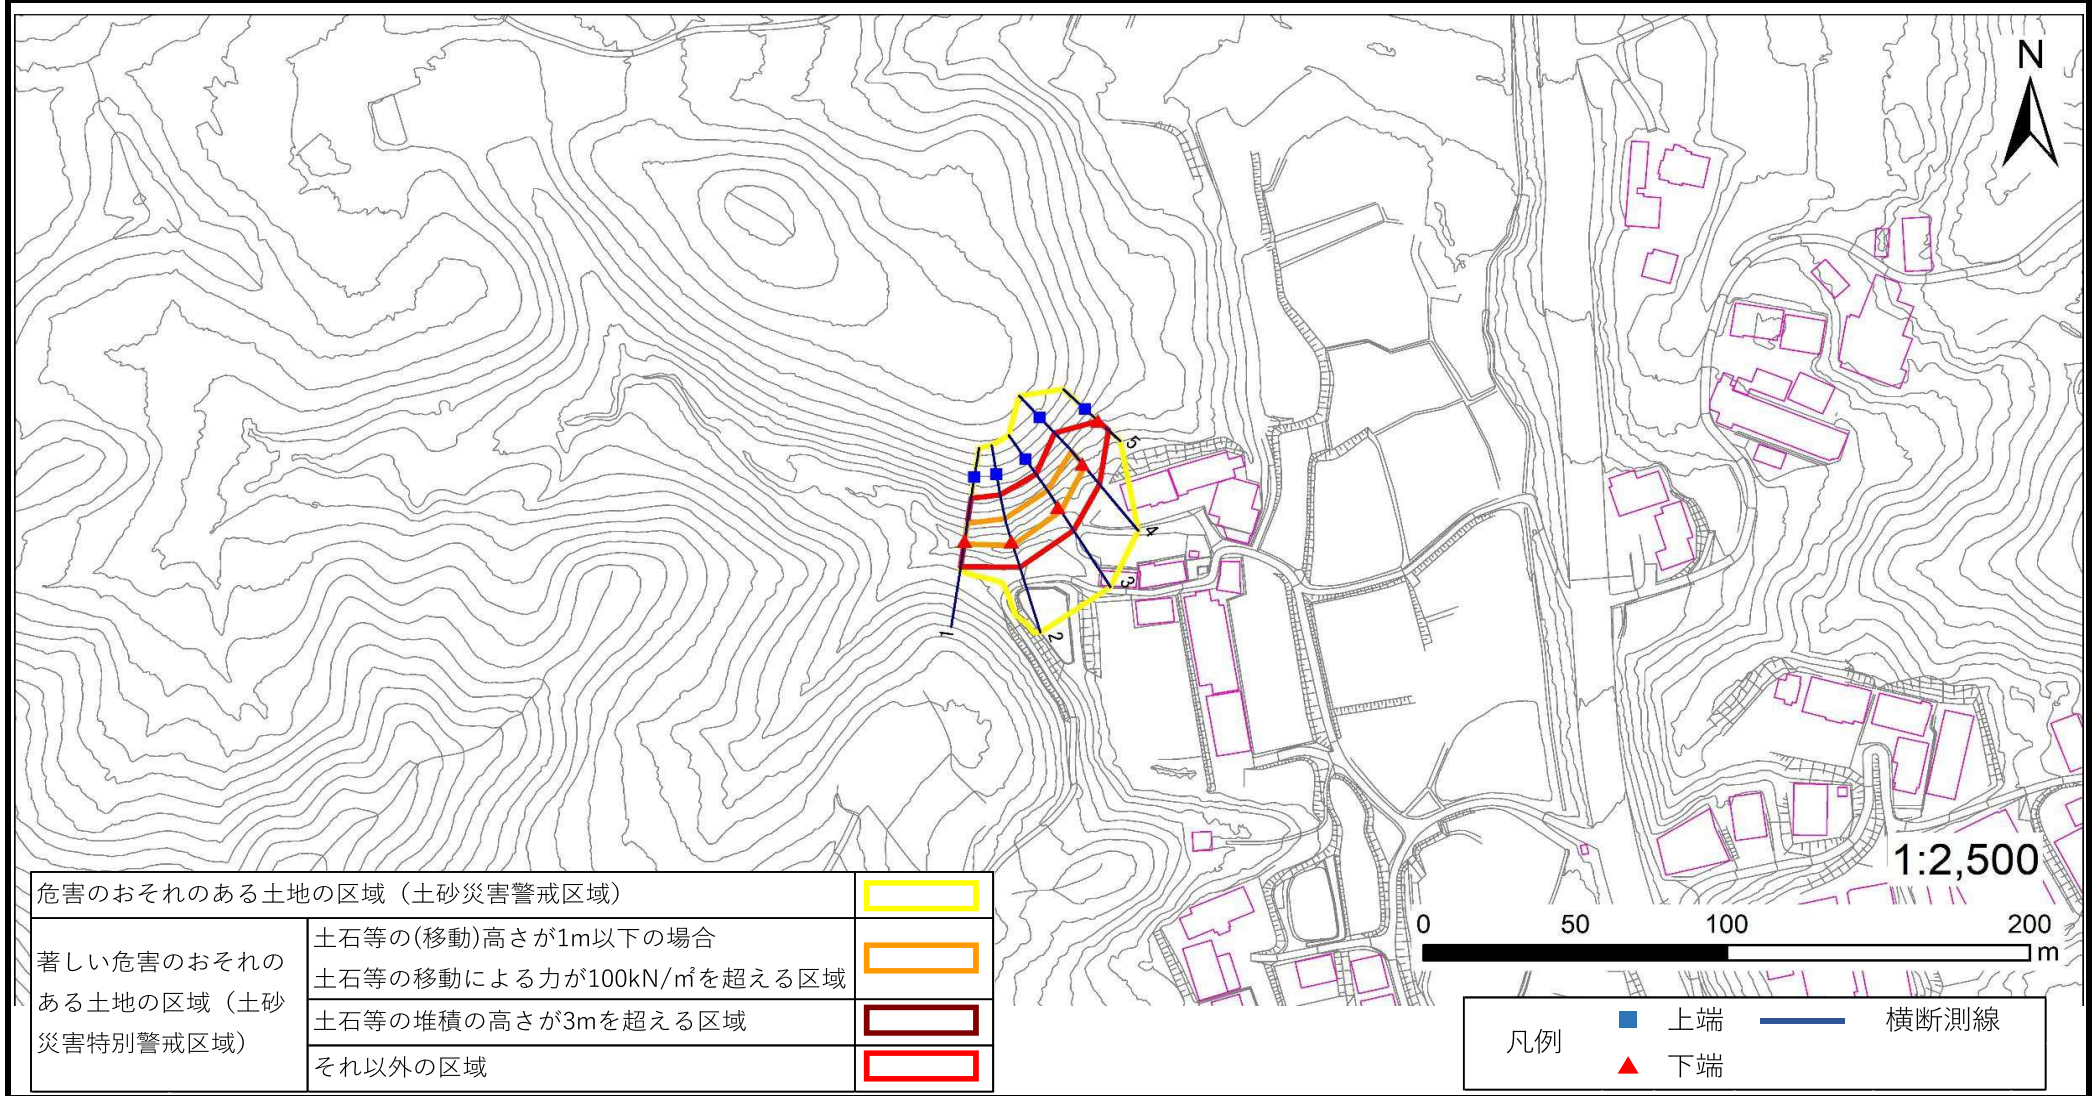 N
5
4
3
2
1
1:2,500
0 50 100 200
m
危害のおそれのある土地の区域（土砂災害警戒区域）
著しい危害のおそれの
ある土地の区域（土砂
災害特別警戒区域）
土石等の(移動)高さが1m以下の場合
土石等の移動による力が100kN/㎡を超える区域
土石等の堆積の高さが3mを超える区域
それ以外の区域
凡例
上端
横断測線
下端